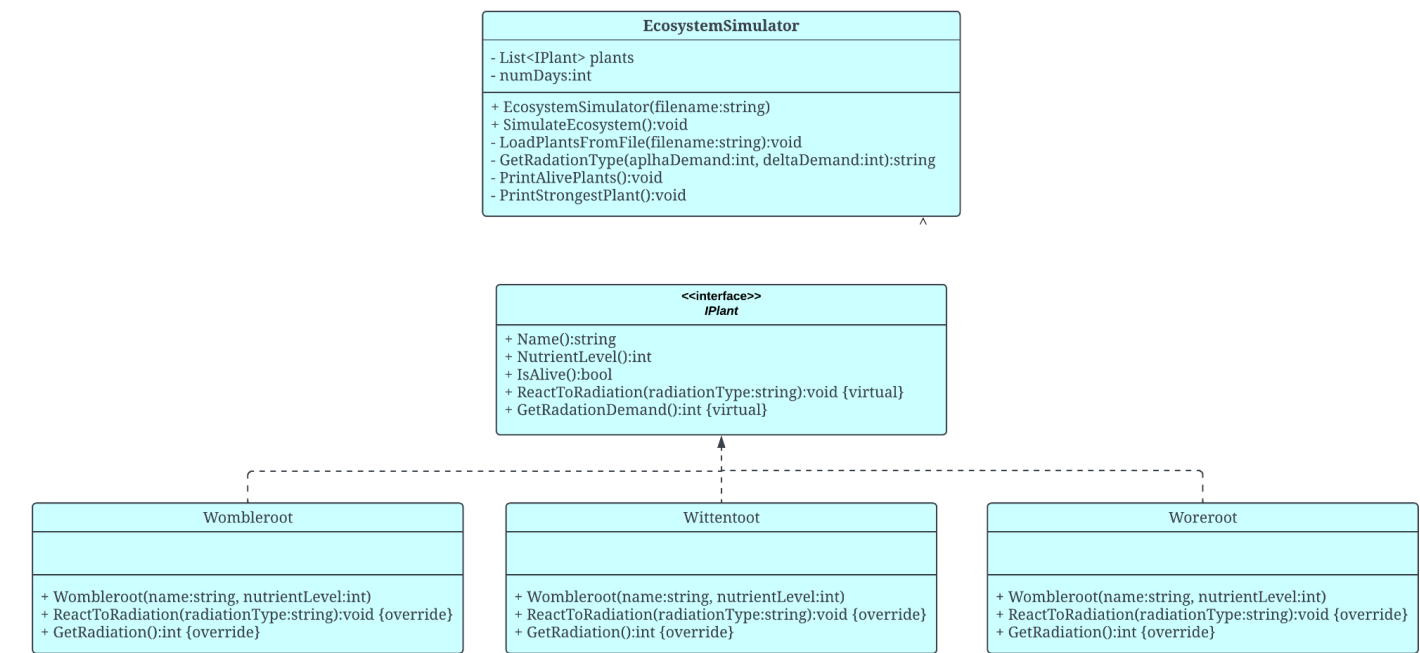 EcosystemSimulator
- List<IPlant> plants
- numDays:int
+ EcosystemSimulator(filename:string)
+ SimulateEcosystem():void
- LoadPlantsFromFile(filename:string):void
- GetRadationType(aplhaDemand:int, deltaDemand:int):string
- PrintAlivePlants():void
- PrintStrongestPlant():void
<<interface>>
IPlant
+ Name():string
+ NutrientLevel():int
+ IsAlive():bool
+ ReactToRadiation(radiationType:string):void {virtual}
+ GetRadationDemand():int {virtual}
Wombleroot
+ Wombleroot(name:string, nutrientLevel:int)
+ ReactToRadiation(radiationType:string):void {override}
+ GetRadiation():int {override}
Wittentoot
+ Wombleroot(name:string, nutrientLevel:int)
+ ReactToRadiation(radiationType:string):void {override}
+ GetRadiation():int {override}
Woreroot
+ Wombleroot(name:string, nutrientLevel:int)
+ ReactToRadiation(radiationType:string):void {override}
+ GetRadiation():int {override}